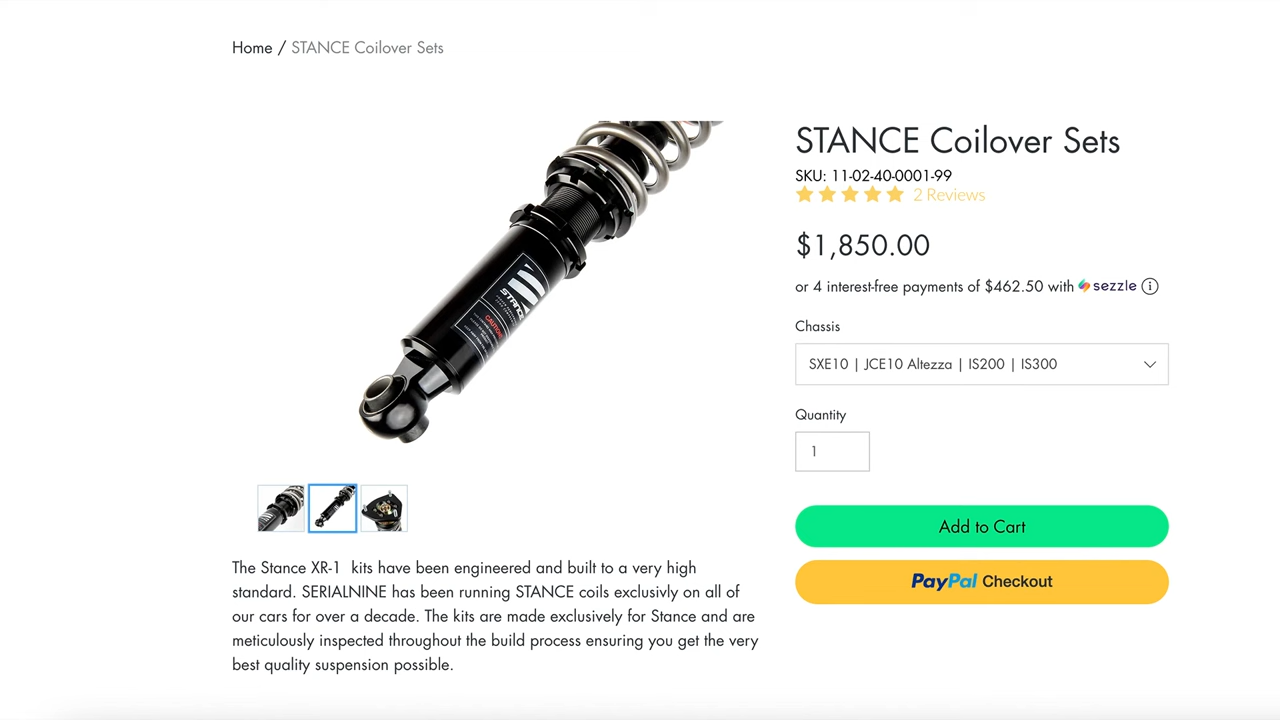 Home / STANCE Coilover Sets
STANCE Coilover Sets
SKU: 11-02-40-0001-99
2 Reviews
$1,850.00
or 4 interest-free payments of $462.50 with sezzle
Chassis
SXE10 | JCE10 Altezza | IS200 | IS300
Quantity
1
Add to Cart
PayPal Checkout
STANCE
CAUTION
The Stance XR-1 kits have been engineered and built to a very high
standard. SERIALNINE has been running STANCE coils exclusivly on all of
our cars for over a decade. The kits are made exclusively for Stance and are
meticulously inspected throughout the build process ensuring you get the very
best quality suspension possible.